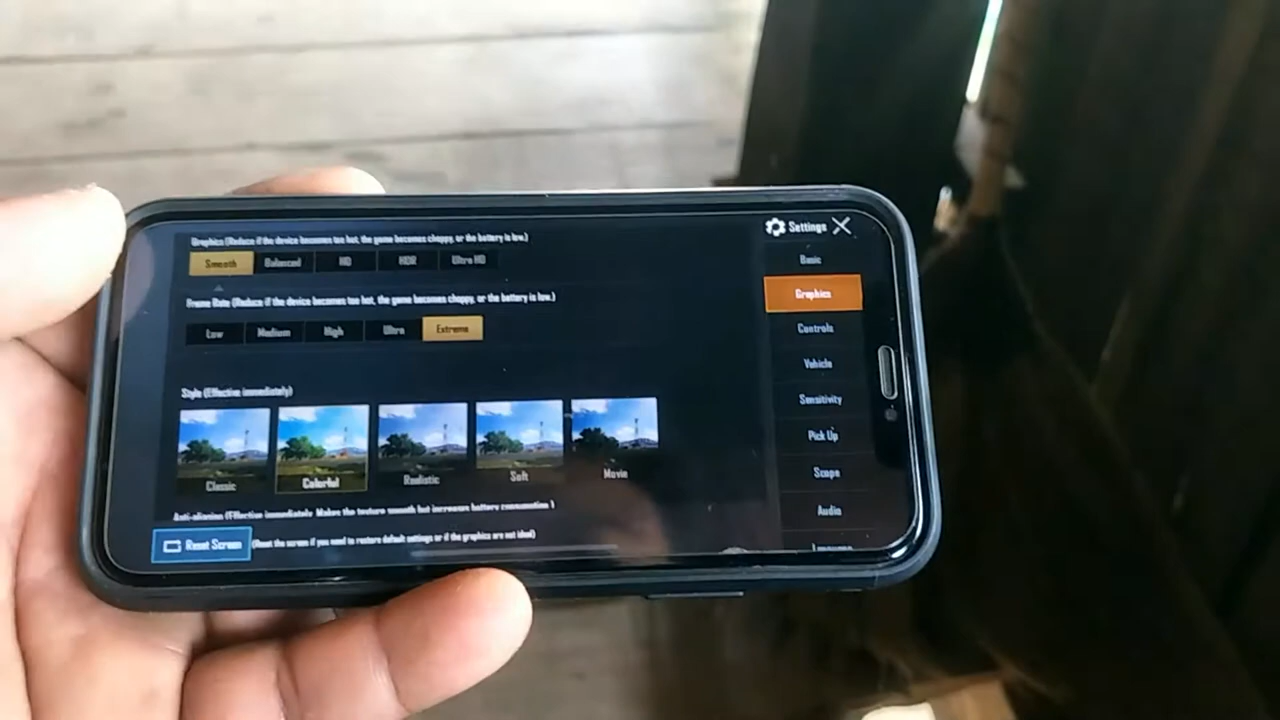 Graphics (Reduce if the device becomes too hot, the game becomes choppy, or the battery is low.)
Smooth Balanced HD HDR Ultra HD
Frame Rate (Reduce if the device becomes too hot, the game becomes choppy, or the battery is low.)
Low Medium High Ultra Extreme
Style (Effective immediately)
Classic Colorful Realistic Soft Movie
Anti-aliasing (Effective immediately. Makes the texture smooth but increases battery consumption.)
Reset Screen (Reset the screen if you need to restore default settings or if the graphics are not ideal)
Settings
Basic
Graphics
Controls
Vehicle
Sensitivity
Pick Up
Scope
Audio